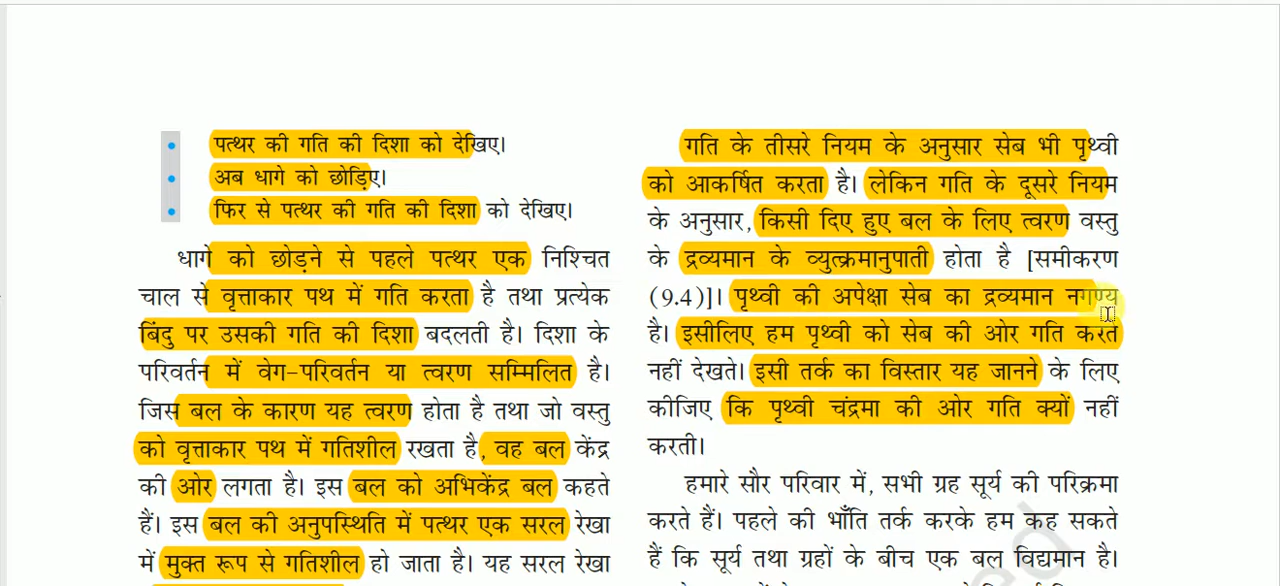 पत्थर की गति की दिशा को देखिए।
अब धागे को छोड़िए।
फिर से पत्थर की गति की दिशा को देखिए।
धागे को छोड़ने से पहले पत्थर एक निश्चित
चाल से वृत्ताकार पथ में गति करता है तथा प्रत्येक
बिंदु पर उसकी गति की दिशा बदलती है। दिशा के
परिवर्तन में वेग-परिवर्तन या त्वरण सम्मिलित है।
जिस बल के कारण यह त्वरण होता है तथा जो वस्तु
को वृत्ताकार पथ में गतिशील रखता है, वह बल केंद्र
की ओर लगता है। इस बल को अभिकेंद्र बल कहते
हैं। इस बल की अनुपस्थिति में पत्थर एक सरल रेखा
में मुक्त रूप से गतिशील हो जाता है। यह सरल रेखा
गति के तीसरे नियम के अनुसार सेब भी पृथ्वी
को आकर्षित करता है। लेकिन गति के दूसरे नियम
के अनुसार, किसी दिए हुए बल के लिए त्वरण वस्तु
के द्रव्यमान के व्युत्क्रमानुपाती होता है [समीकरण
(9.4)]। पृथ्वी की अपेक्षा सेब का द्रव्यमान नगण्य
है। इसीलिए हम पृथ्वी को सेब की ओर गति करते
नहीं देखते। इसी तर्क का विस्तार यह जानने के लिए
कीजिए कि पृथ्वी चंद्रमा की ओर गति क्यों नहीं
करती।
हमारे सौर परिवार में, सभी ग्रह सूर्य की परिक्रमा
करते हैं। पहले की भाँति तर्क करके हम कह सकते
हैं कि सूर्य तथा ग्रहों के बीच एक बल विद्यमान है।